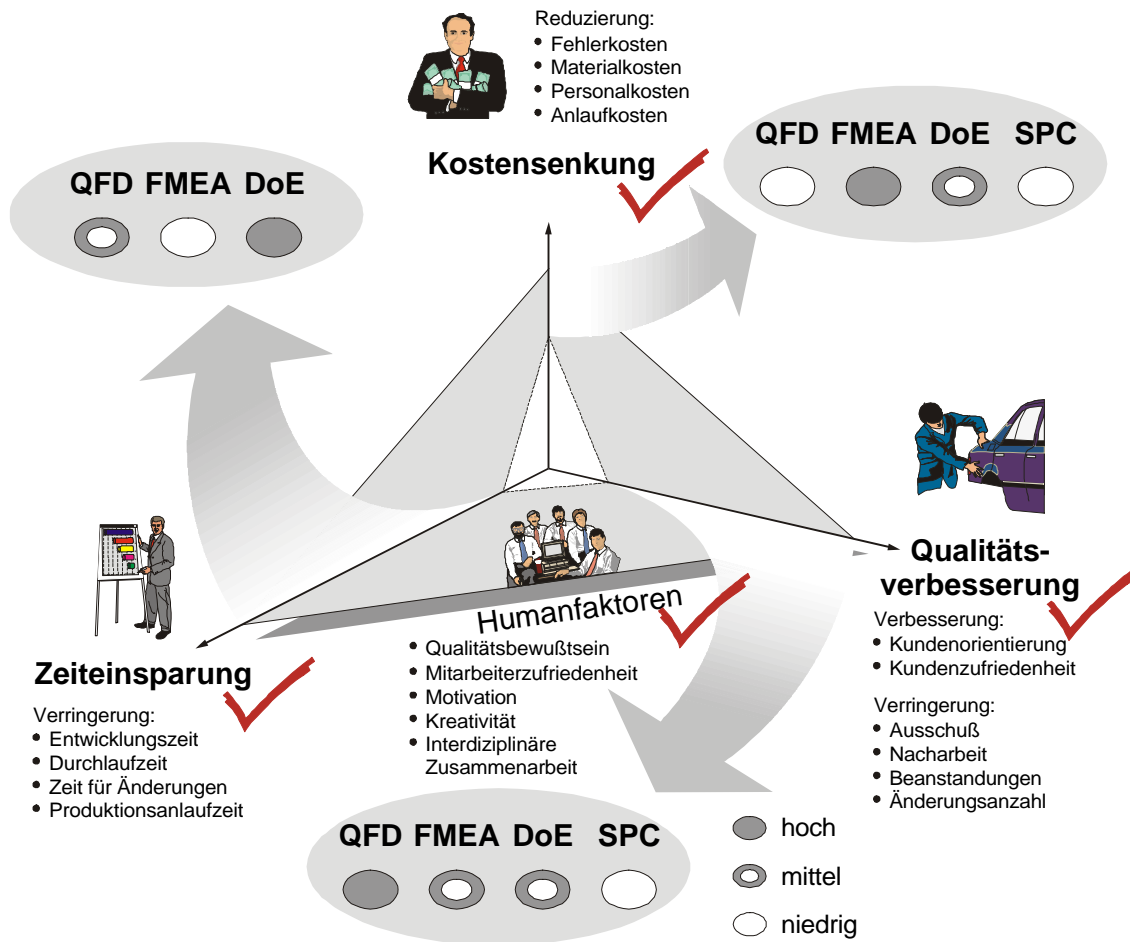 Reduzierung:
• Fehlerkosten
• Materialkosten
• Personalkosten
• Anlaufkosten
Kostensenkung
QFD FMEA DoE SPC
QFD FMEA DoE
Qualitäts-
verbesserung
Verbesserung:
• Kundenorientierung
• Kundenzufriedenheit
Verringerung:
• Ausschuß
• Nacharbeit
• Beanstandungen
• Änderungsanzahl
Humanfaktoren
• Qualitätsbewußtsein
• Mitarbeiterzufriedenheit
• Motivation
• Kreativität
• Interdiziplinäre
Zusammenarbeit
Zeiteinsparung
Verringerung:
• Entwicklungszeit
• Durchlaufzeit
• Zeit für Änderungen
• Produktionsanlaufzeit
QFD FMEA DoE SPC
hoch
mittel
niedrig